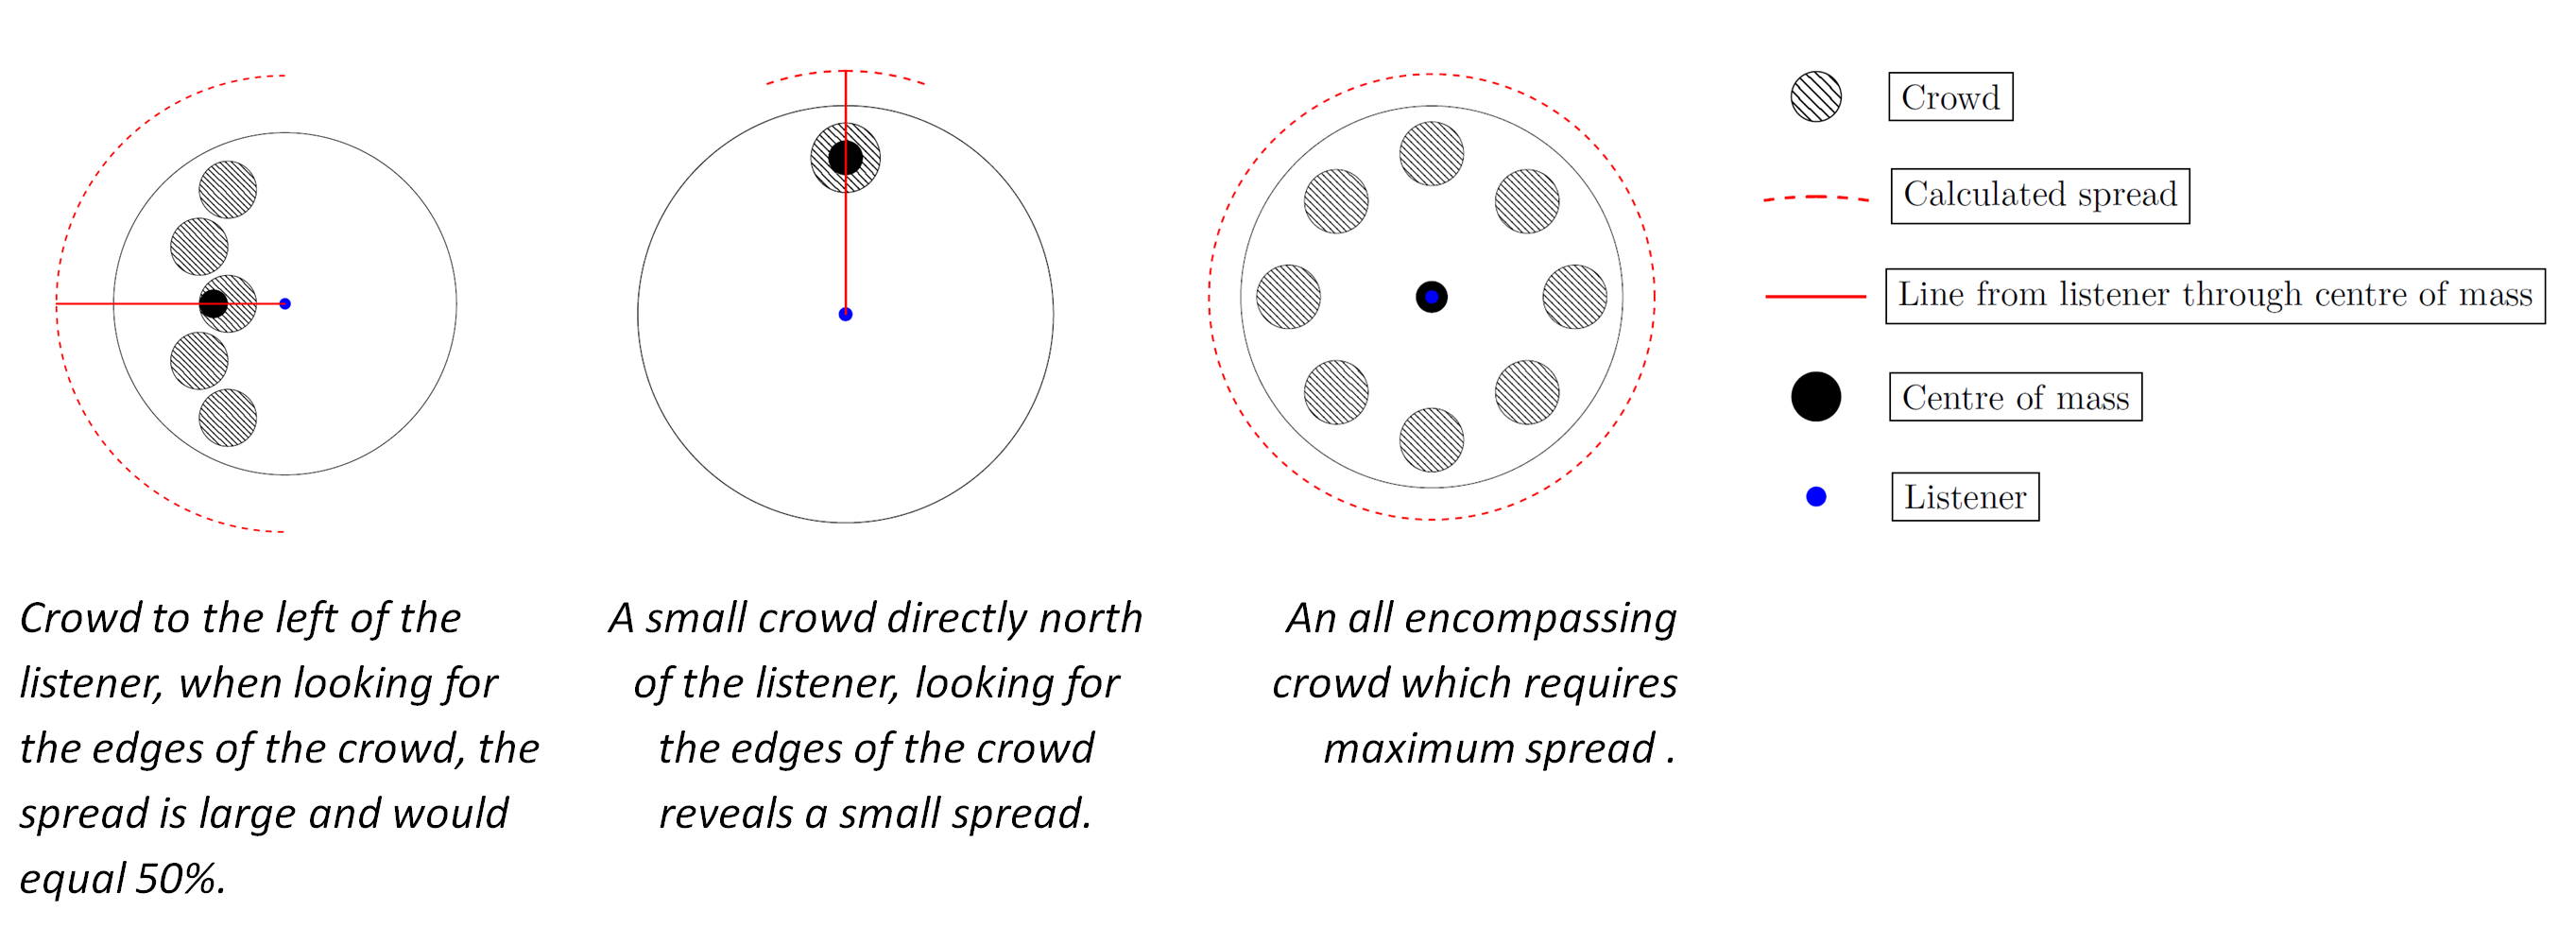 Crowd
Calculated spread
Line from listener through centre of mass
Centre of mass
Listener
Crowd to the left of the
listener, when looking for
the edges of the crowd, the
spread is large and would
equal 50%.
A small crowd directly north
of the listener, looking for
the edges of the crowd
reveals a small spread.
An all encompassing
crowd which requires
maximum spread .